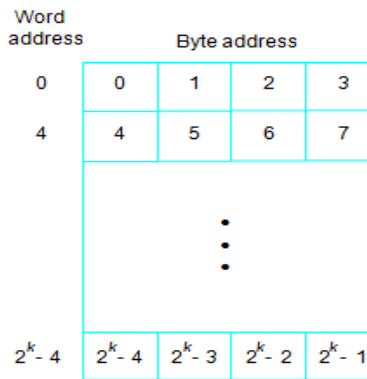 Word
address Byte address
0 0 1 2 3
4 4 5 6 7
2^k - 4 2^k - 4 2^k - 3 2^k - 2 2^k - 1